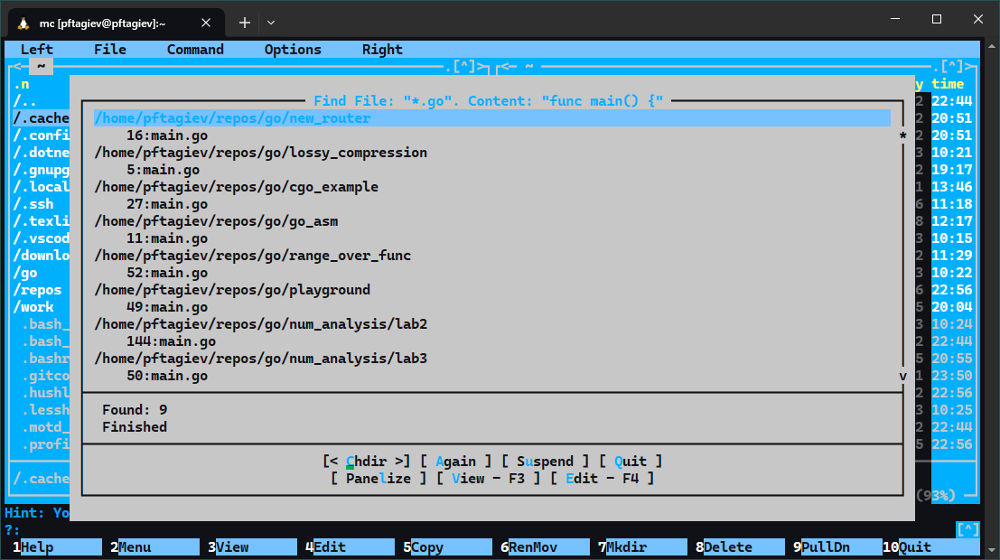 mc [pftagiev@pftagiev]:~
Left File Command Options Right
<─ ~ ─.[^]> <─ ~ ─.[^]>
.n y time
/.. 2 22:44
/.cache 2 20:51
/.confi 2 20:51
/.dotne 3 10:21
/.gnupg 2 19:17
/.local 1 13:46
/.ssh 6 11:18
/.texli 8 12:17
/.vscod 3 10:15
/downlo 2 11:29
/go 3 10:22
/repos 6 22:56
/work 5 20:04
.bash_ 3 10:24
.bash_ 2 22:44
.bashr 5 20:55
.gitco 1 23:50
.hushl 2 22:56
.lessh 3 10:25
.motd_ 2 22:44
.profi 5 22:56
/.cache
(93%)
Find File: "*.go". Content: "func main() {"
/home/pftagiev/repos/go/new_router
16:main.go
/home/pftagiev/repos/go/lossy_compression
5:main.go
/home/pftagiev/repos/go/cgo_example
27:main.go
/home/pftagiev/repos/go/go_asm
11:main.go
/home/pftagiev/repos/go/range_over_func
52:main.go
/home/pftagiev/repos/go/playground
49:main.go
/home/pftagiev/repos/go/num_analysis/lab2
144:main.go
/home/pftagiev/repos/go/num_analysis/lab3
50:main.go
Found: 9
Finished
[< Chdir >] [ Again ] [ Suspend ] [ Quit ]
[ Panelize ] [ View - F3 ] [ Edit - F4 ]
Hint: Yo
?: [^]
1Help 2Menu 3View 4Edit 5Copy 6RenMov 7Mkdir 8Delete 9PullDn 10Quit